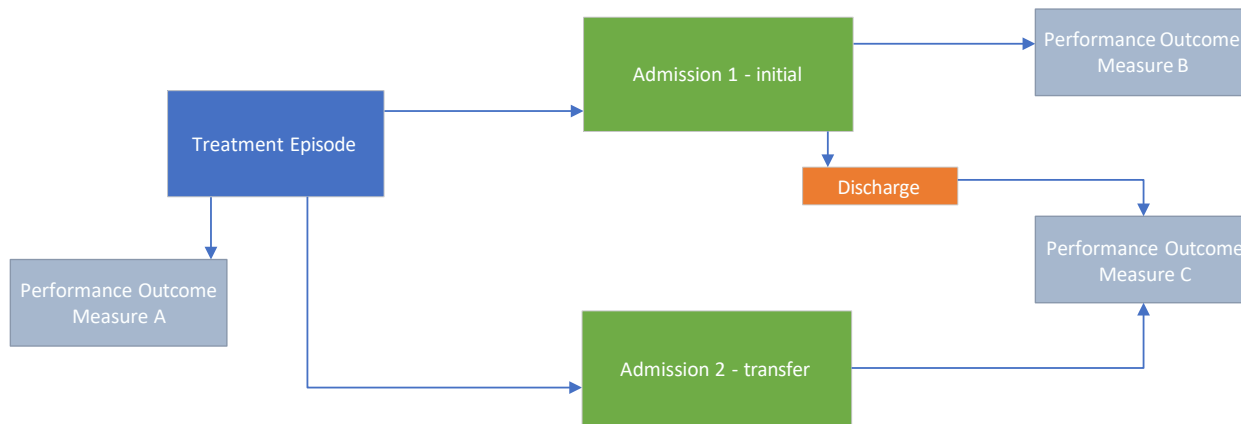 Performance Outcome
Measure B
Admission 1 - initial
Treatment Episode
Discharge
Performance Outcome
Measure C
Performance Outcome
Measure A
Admission 2 - transfer